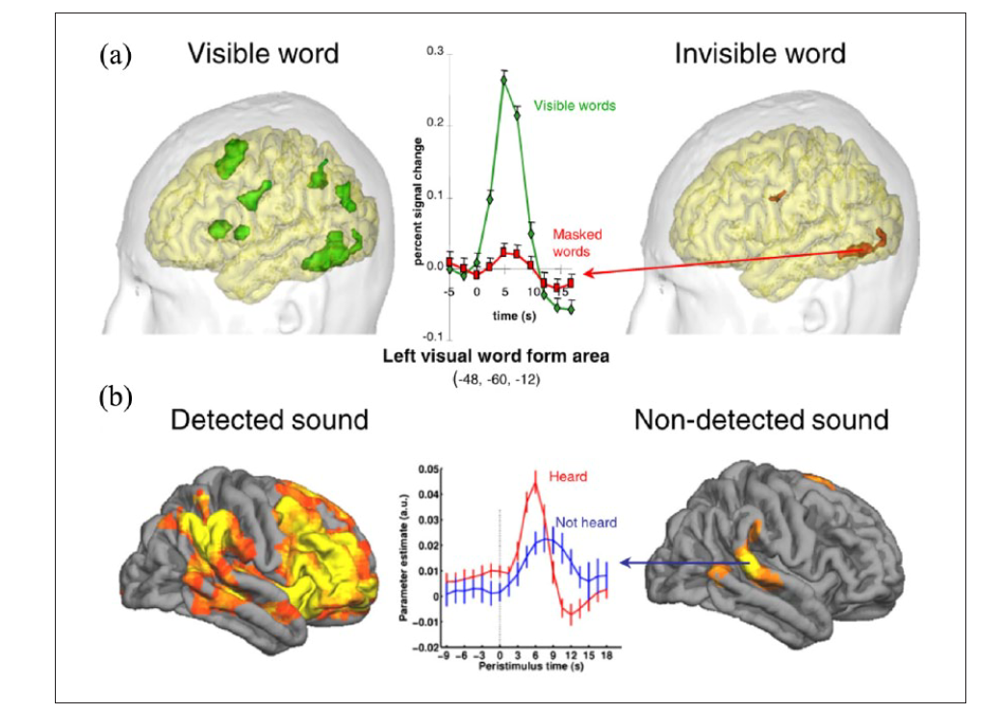 (a)
Visible word
Invisible word
0.3
0.2
0.1
0.0
-0.1
percent signal change
Visible words
Masked
words
-5 0 5 10 15
time (s)
Left visual word form area
(-48, -60, -12)
(b)
Detected sound
Non-detected sound
0.05
0.04
0.03
0.02
0.01
0
−0.01
−0.02
Parameter estimate (a.u.)
Heard
Not heard
−9 −6 −3 0 3 6 9 12 15 18
Peristimulus time (s)